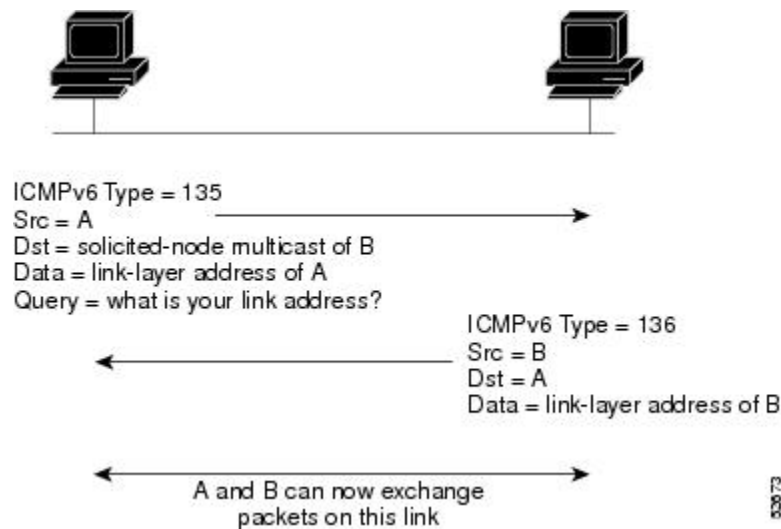 ICMPv6 Type = 135
Src = A
Dst = solicited-node multicast of B
Data = link-layer address of A
Query = what is your link address?
ICMPv6 Type = 136
Src = B
Dst = A
Data = link-layer address of B
A and B can now exchange
packets on this link